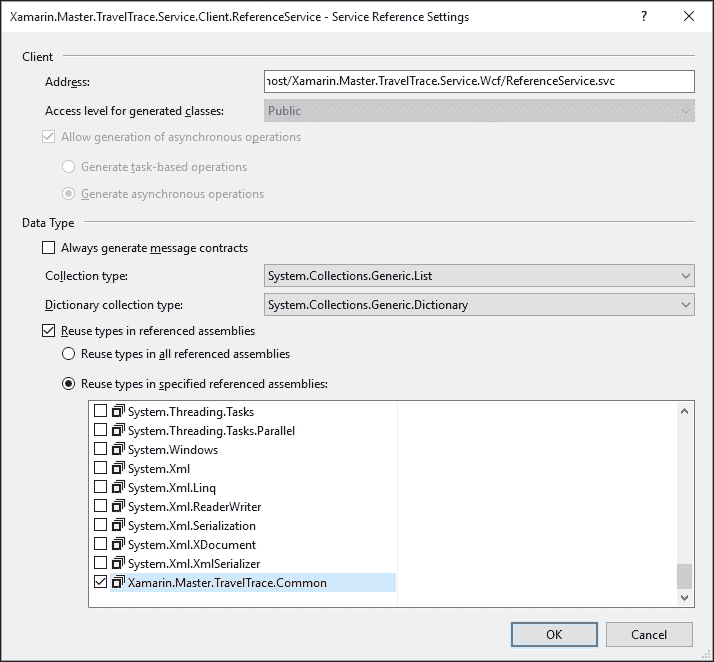 Xamarin.Master.TravelTrace.Service.Client.ReferenceService - Service Reference Settings
?
Client
Address:
host/Xamarin.Master.TravelTrace.Service.Wcf/ReferenceService.svc
Access level for generated classes:
Public
Allow generation of asynchronous operations
Generate task-based operations
Generate asynchronous operations
Data Type
Always generate message contracts
Collection type:
System.Collections.Generic.List
Dictionary collection type:
System.Collections.Generic.Dictionary
Reuse types in referenced assemblies
Reuse types in all referenced assemblies
Reuse types in specified referenced assemblies:
System.Threading.Tasks
System.Threading.Tasks.Parallel
System.Windows
System.Xml
System.Xml.Linq
System.Xml.ReaderWriter
System.Xml.Serialization
System.Xml.XDocument
System.Xml.XmlSerializer
Xamarin.Master.TravelTrace.Common
OK
Cancel